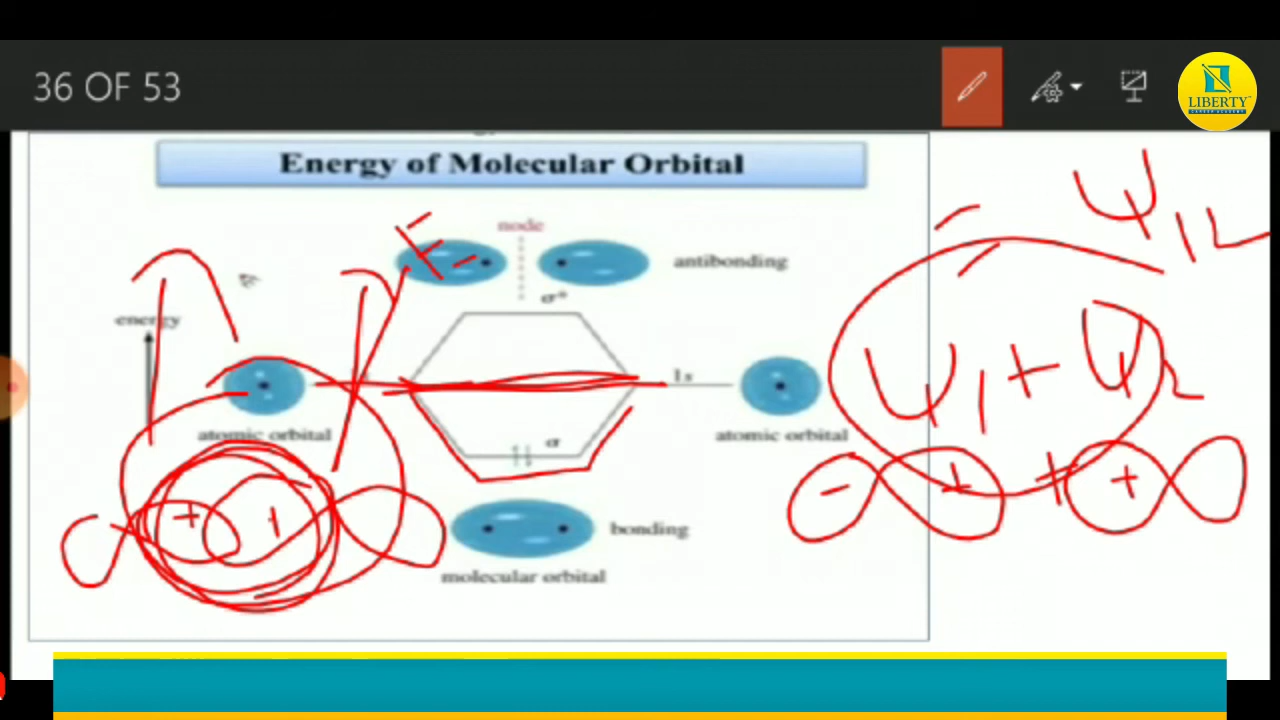 36 OF 53
LIBERTY
Energy of Molecular Orbital
node
antibonding
σ*
energy
1s
atomic orbital
σ
atomic orbital
bonding
molecular orbital
ψ12
ψ1 + ψ2
+ +
- + + +